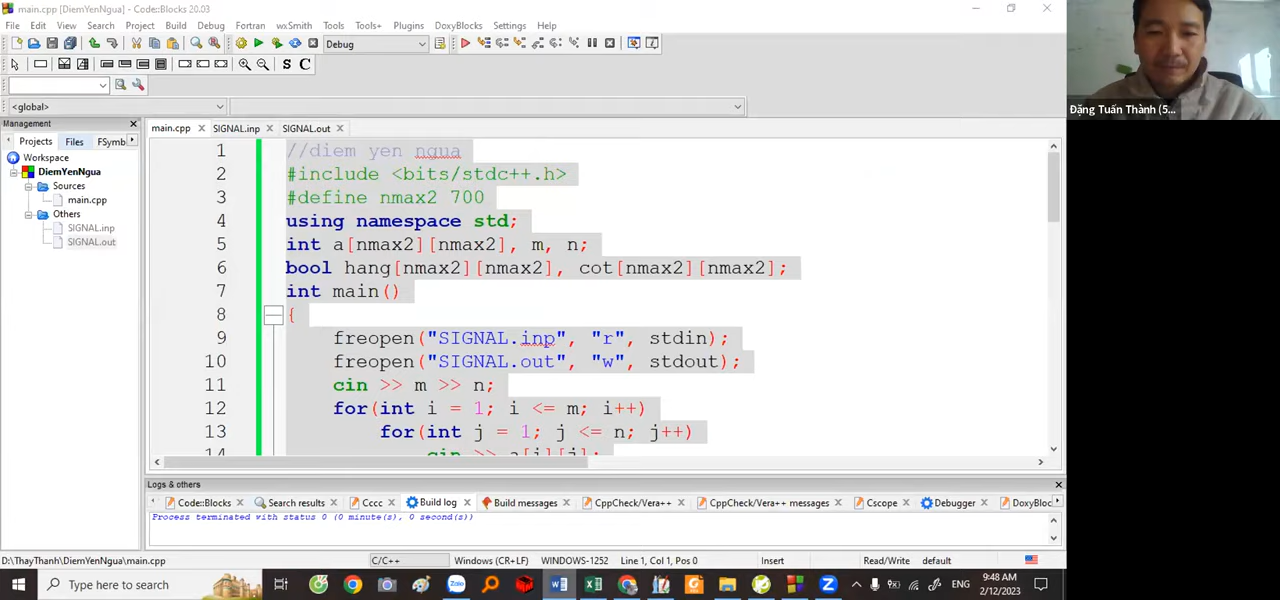 main.cpp [DiemYenNgua] - Code::Blocks 20.03
File Edit View Search Project Build Debug Fortran wxSmith Tools Tools+ Plugins DoxyBlocks Settings Help
Debug
S C
<global>
Management
Projects Files FSymb
Workspace
DiemYenNgua
Sources
main.cpp
Others
SIGNAL.inp
SIGNAL.out
main.cpp SIGNAL.inp SIGNAL.out
1 //diem yen ngua
2 #include <bits/stdc++.h>
3 #define nmax2 700
4 using namespace std;
5 int a[nmax2][nmax2], m, n;
6 bool hang[nmax2][nmax2], cot[nmax2][nmax2];
7 int main()
8 {
9 freopen("SIGNAL.inp", "r", stdin);
10 freopen("SIGNAL.out", "w", stdout);
11 cin >> m >> n;
12 for(int i = 1; i <= m; i++)
13 for(int j = 1; j <= n; j++)
14 cin >> a[i][j];
Logs & others
Code::Blocks Search results Cccc Build log Build messages CppCheck/Vera++ CppCheck/Vera++ messages Cscope Debugger DoxyBloc
Process terminated with status 0 (0 minute(s), 0 second(s))
D:\ThayThanh\DiemYenNgua\main.cpp C/C++ Windows (CR+LF) WINDOWS-1252 Line 1, Col 1, Pos 0 Insert Read/Write default
Type here to search
Zalo
ENG
9:48 AM
2/12/2023
Đặng Tuấn Thành (5...